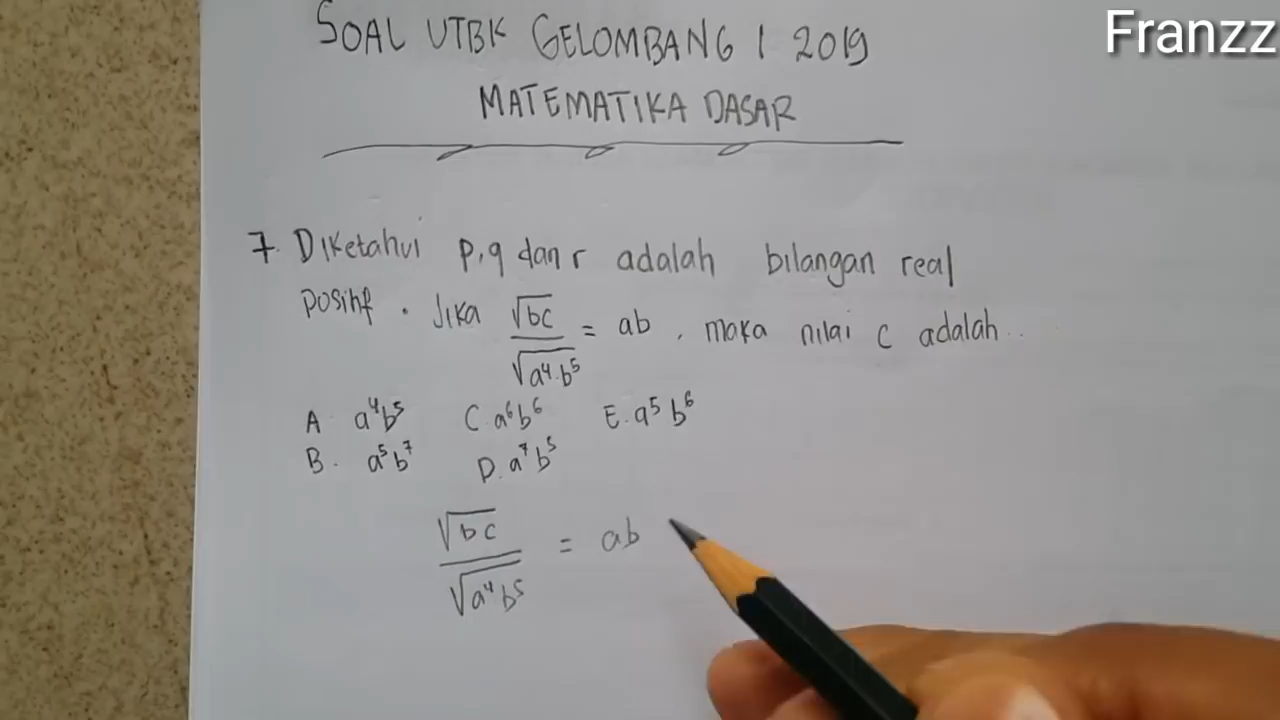 Franzz
SOAL UTBK GELOMBANG 1 2019
MATEMATIKA DASAR
7. Diketahui p,q dan r adalah bilangan real
positif. Jika √bc / √a⁴.b⁵ = ab, maka nilai c adalah..
A a⁴b⁵ C. a⁶b⁶ E. a⁵b⁶
B. a⁵b⁷ D. a⁷b⁵
√bc / √a⁴b⁵ = ab